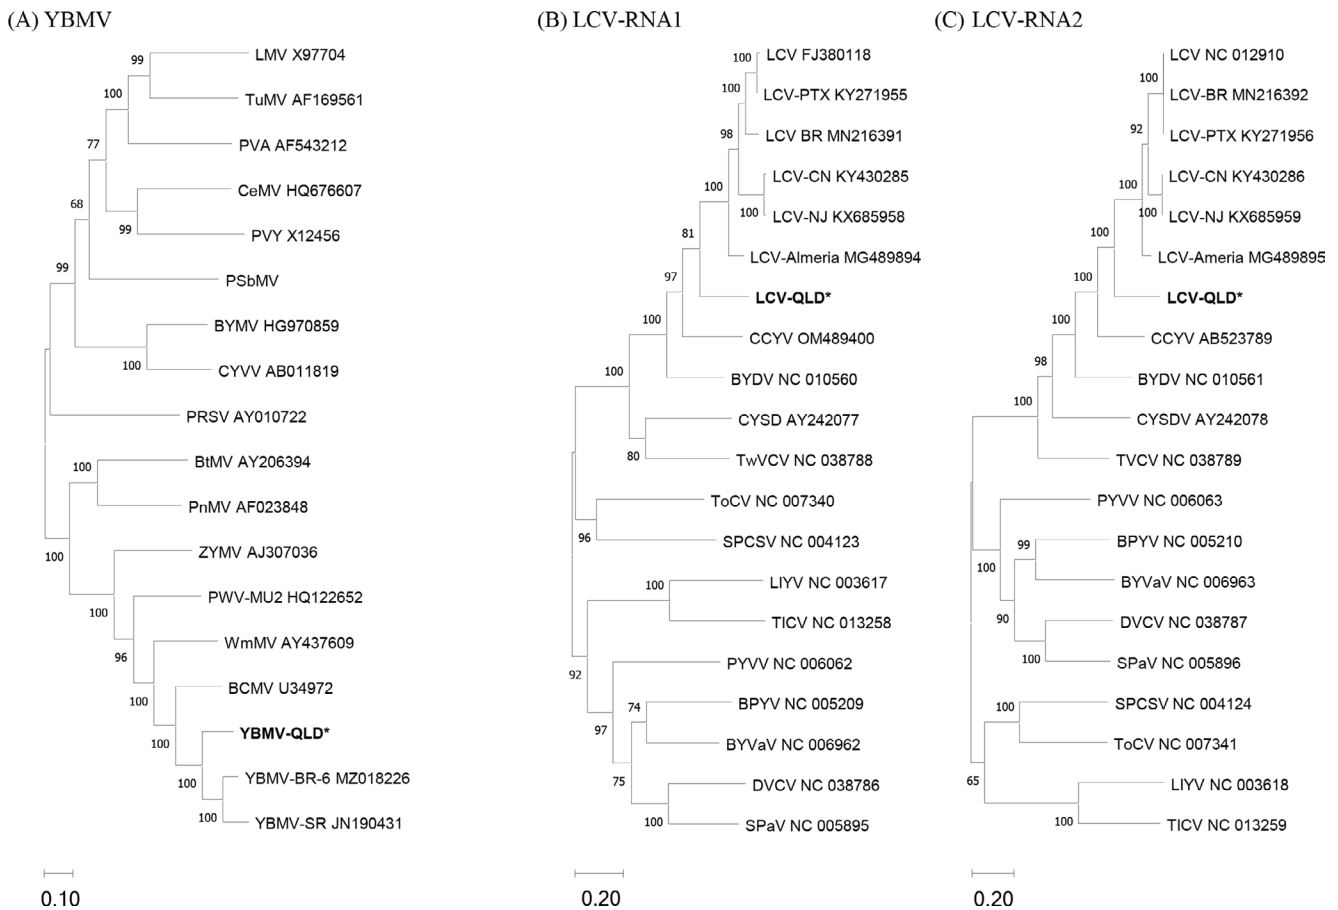 (A) YBMV
LMV X97704
99
TuMV AF169561
100
PVA AF543212
77
CeMV HQ676607
68
PVY X12456
99
99
PSbMV
BYMV HG970859
CYVV AB011819
100
PRSV AY010722
BtMV AY206394
100
PnMV AF023848
100
ZYMV AJ307036
PWV-MU2 HQ122652
100
WmMV AY437609
96
BCMV U34972
100
YBMV-QLD*
100
YBMV-BR-6 MZ018226
100
YBMV-SR JN190431
100
0.10
(B) LCV-RNA1
LCV FJ380118
100
LCV-PTX KY271955
100
LCV BR MN216391
98
LCV-CN KY430285
100
LCV-NJ KX685958
100
81
LCV-Almeria MG489894
97
LCV-QLD*
100
CCYV OM489400
BYDV NC 010560
100
CYSD AY242077
TwVCV NC 038788
80
ToCV NC 007340
SPCSV NC 004123
96
LIYV NC 003617
100
TICV NC 013258
PYVV NC 006062
92
BPYV NC 005209
74
97
BYVaV NC 006962
DVCV NC 038786
75
SPaV NC 005895
100
0.20
(C) LCV-RNA2
LCV NC 012910
100
LCV-BR MN216392
92
LCV-PTX KY271956
LCV-CN KY430286
100
LCV-NJ KX685959
100
100
LCV-Ameria MG489895
100
LCV-QLD*
CCYV AB523789
98
BYDV NC 010561
100
CYSDV AY242078
TVCV NC 038789
PYVV NC 006063
BPYV NC 005210
99
100
BYVaV NC 006963
90
DVCV NC 038787
SPaV NC 005896
100
SPCSV NC 004124
100
ToCV NC 007341
65
LIYV NC 003618
TICV NC 013259
100
0.20